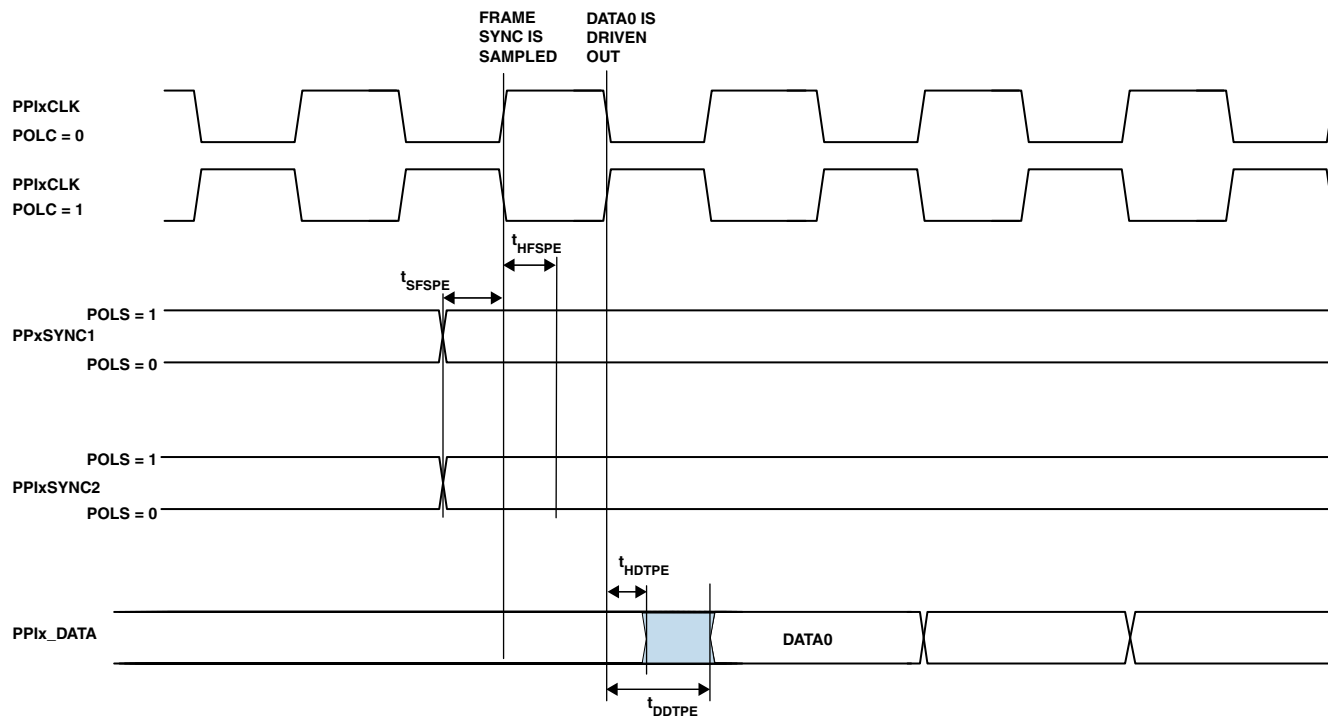 FRAME
SYNC IS
SAMPLED
DATA0 IS
DRIVEN
OUT
PPIxCLK
POLC = 0
PPIxCLK
POLC = 1
tHFSPE
tSFSPE
POLS = 1
PPxSYNC1
POLS = 0
POLS = 1
PPIxSYNC2
POLS = 0
tHDTPE
PPIx_DATA
DATA0
tDDTPE